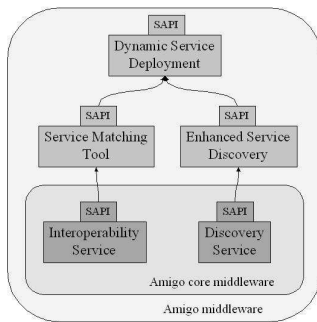 SAPI
Dynamic Service
Deployment
SAPI
Service Matching
Tool
SAPI
Enhanced Service
Discovery
SAPI
Interoperability
Service
SAPI
Discovery
Service
Amigo core middleware
Amigo middleware